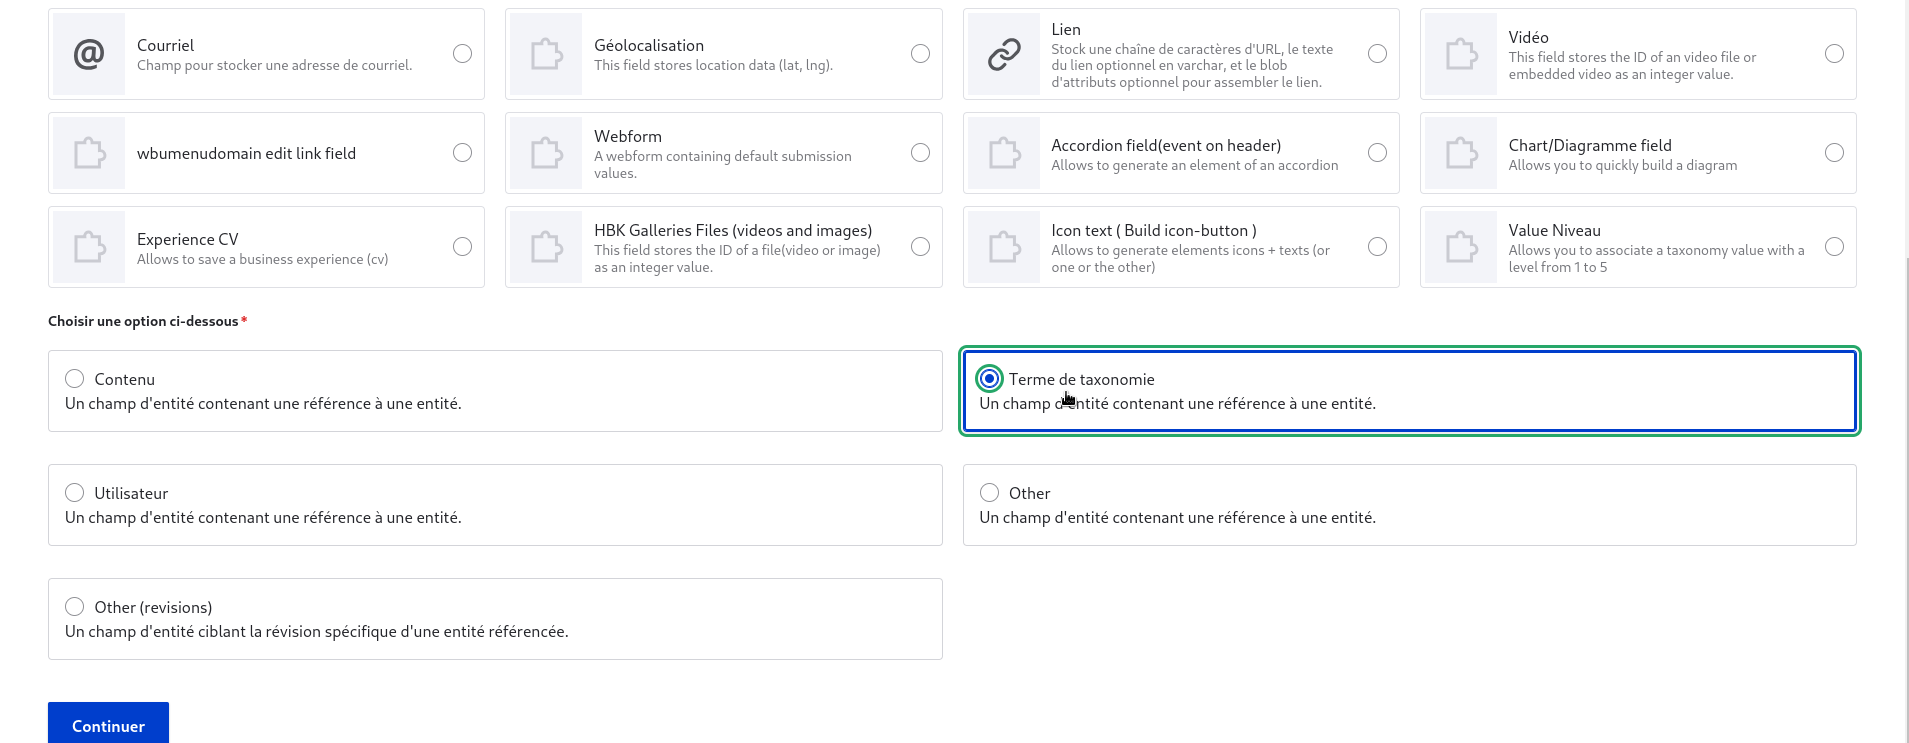 Courriel
Champ pour stocker une adresse de courriel.
Géolocalisation
This field stores location data (lat, lng).
Lien
Stock une chaîne de caractères d'URL, le texte
du lien optionnel en varchar, et le blob
d'attributs optionnel pour assembler le lien.
Vidéo
This field stores the ID of an video file or
embedded video as an integer value.
wbumenudomain edit link field
Webform
A webform containing default submission
values.
Accordion field(event on header)
Allows to generate an element of an accordion
Chart/Diagramme field
Allows you to quickly build a diagram
Experience CV
Allows to save a business experience (cv)
HBK Galleries Files (videos and images)
This field stores the ID of a file(video or image)
as an integer value.
Icon text ( Build icon-button )
Allows to generate elements icons + texts (or
one or the other)
Value Niveau
Allows you to associate a taxonomy value with a
level from 1 to 5
Choisir une option ci-dessous*
Contenu
Un champ d'entité contenant une référence à une entité.
Terme de taxonomie
Un champ d'entité contenant une référence à une entité.
Utilisateur
Un champ d'entité contenant une référence à une entité.
Other
Un champ d'entité contenant une référence à une entité.
Other (revisions)
Un champ d'entité ciblant la révision spécifique d'une entité référencée.
Continuer